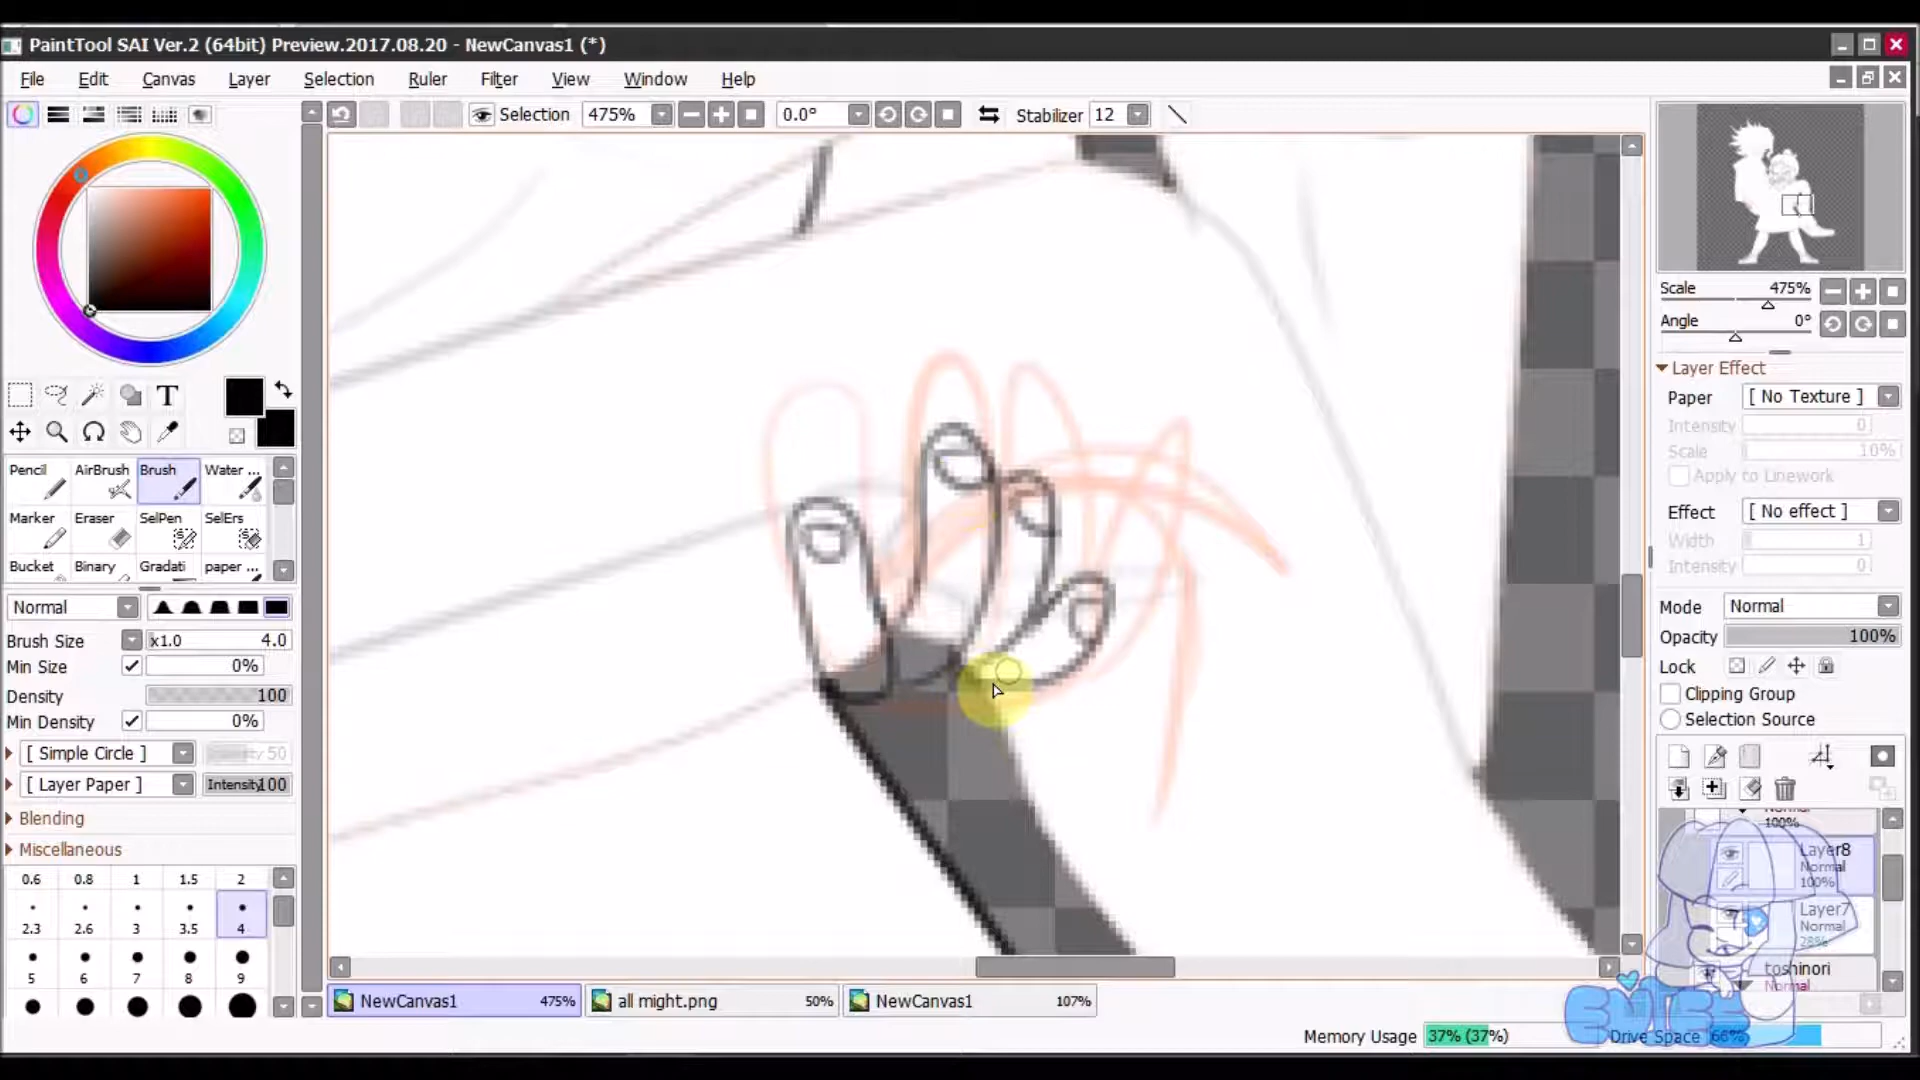 PaintTool SAI Ver.2 (64bit) Preview.2017.08.20 - NewCanvas1 (*)
File Edit Canvas Layer Selection Ruler Filter View Window Help
Selection 475% 0.0° Stabilizer 12
Scale 475%
Angle 0°
Layer Effect
Paper [ No Texture ]
Intensity 0
Scale 10%
Apply to Linework
Effect [ No effect ]
Width 1
Intensity 0
Mode Normal
Opacity 100%
Lock
Clipping Group
Selection Source
Normal
100%
Layer8
Normal
100%
Layer7
Normal
28%
toshinori
Normal
T
Pencil AirBrush Brush Water ...
Marker Eraser SelPen SelErs
Bucket Binary Gradati paper ...
Normal
Brush Size x1.0 4.0
Min Size 0%
Density 100
Min Density 0%
[ Simple Circle ] 50
[ Layer Paper ] Intensity 100
Blending
Miscellaneous
0.6 0.8 1 1.5 2
2.3 2.6 3 3.5 4
5 6 7 8 9
NewCanvas1 475% all might.png 50% NewCanvas1 107%
Memory Usage 37% (37%) Drive Space 66%